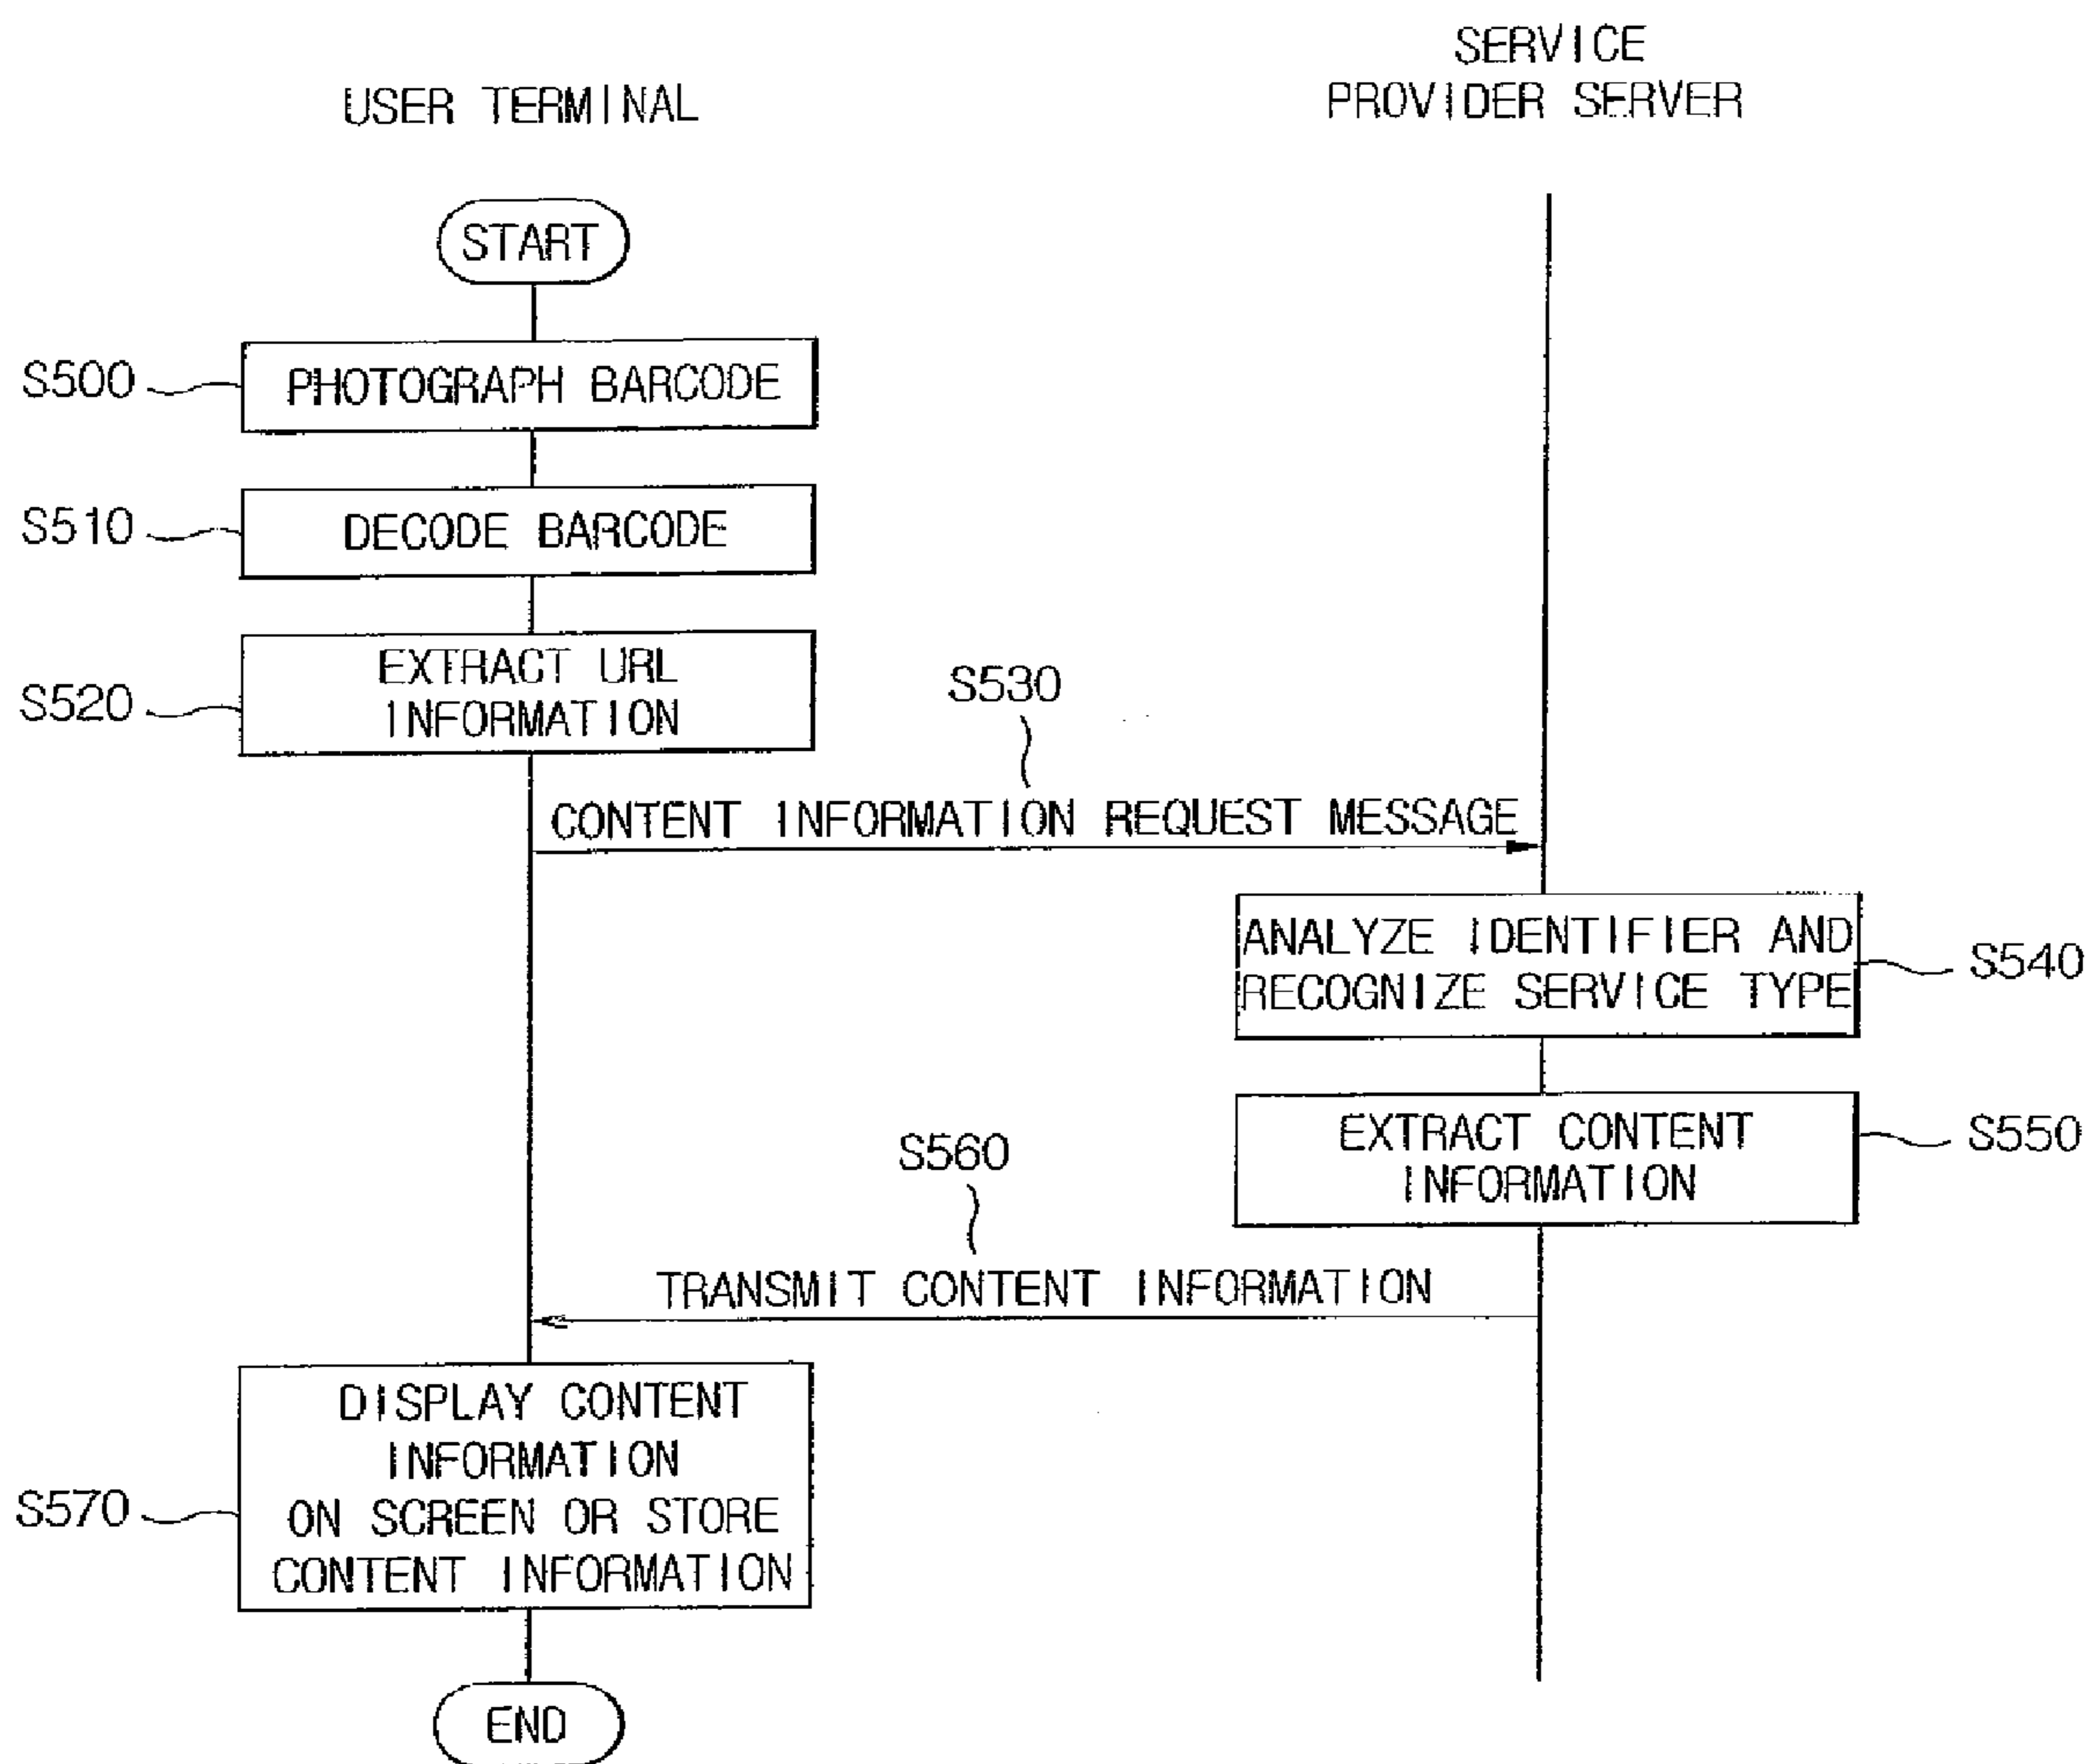 USER TERMINAL
SERVICE
PROVIDER SERVER
START
S500
PHOTOGRAPH BARCODE
S510
DECODE BARCODE
S520
EXTRACT URL
INFORMATION
S530
CONTENT INFORMATION REQUEST MESSAGE
ANALYZE IDENTIFIER AND
RECOGNIZE SERVICE TYPE
S540
EXTRACT CONTENT
INFORMATION
S550
S560
TRANSMIT CONTENT INFORMATION
S570
DISPLAY CONTENT
INFORMATION
ON SCREEN OR STORE
CONTENT INFORMATION
END